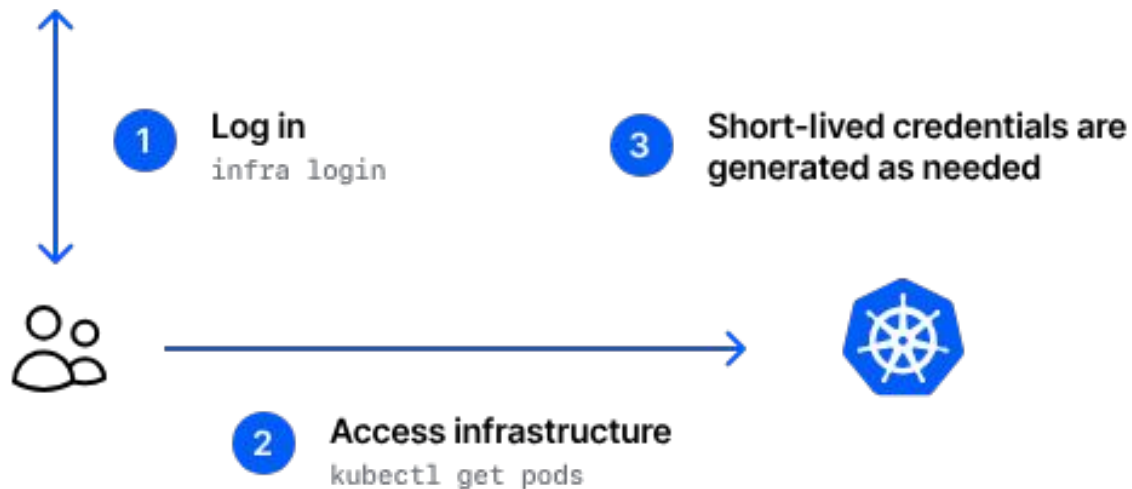 1
Log in
infra login
3
Short-lived credentials are
generated as needed
2
Access infrastructure
kubectl get pods